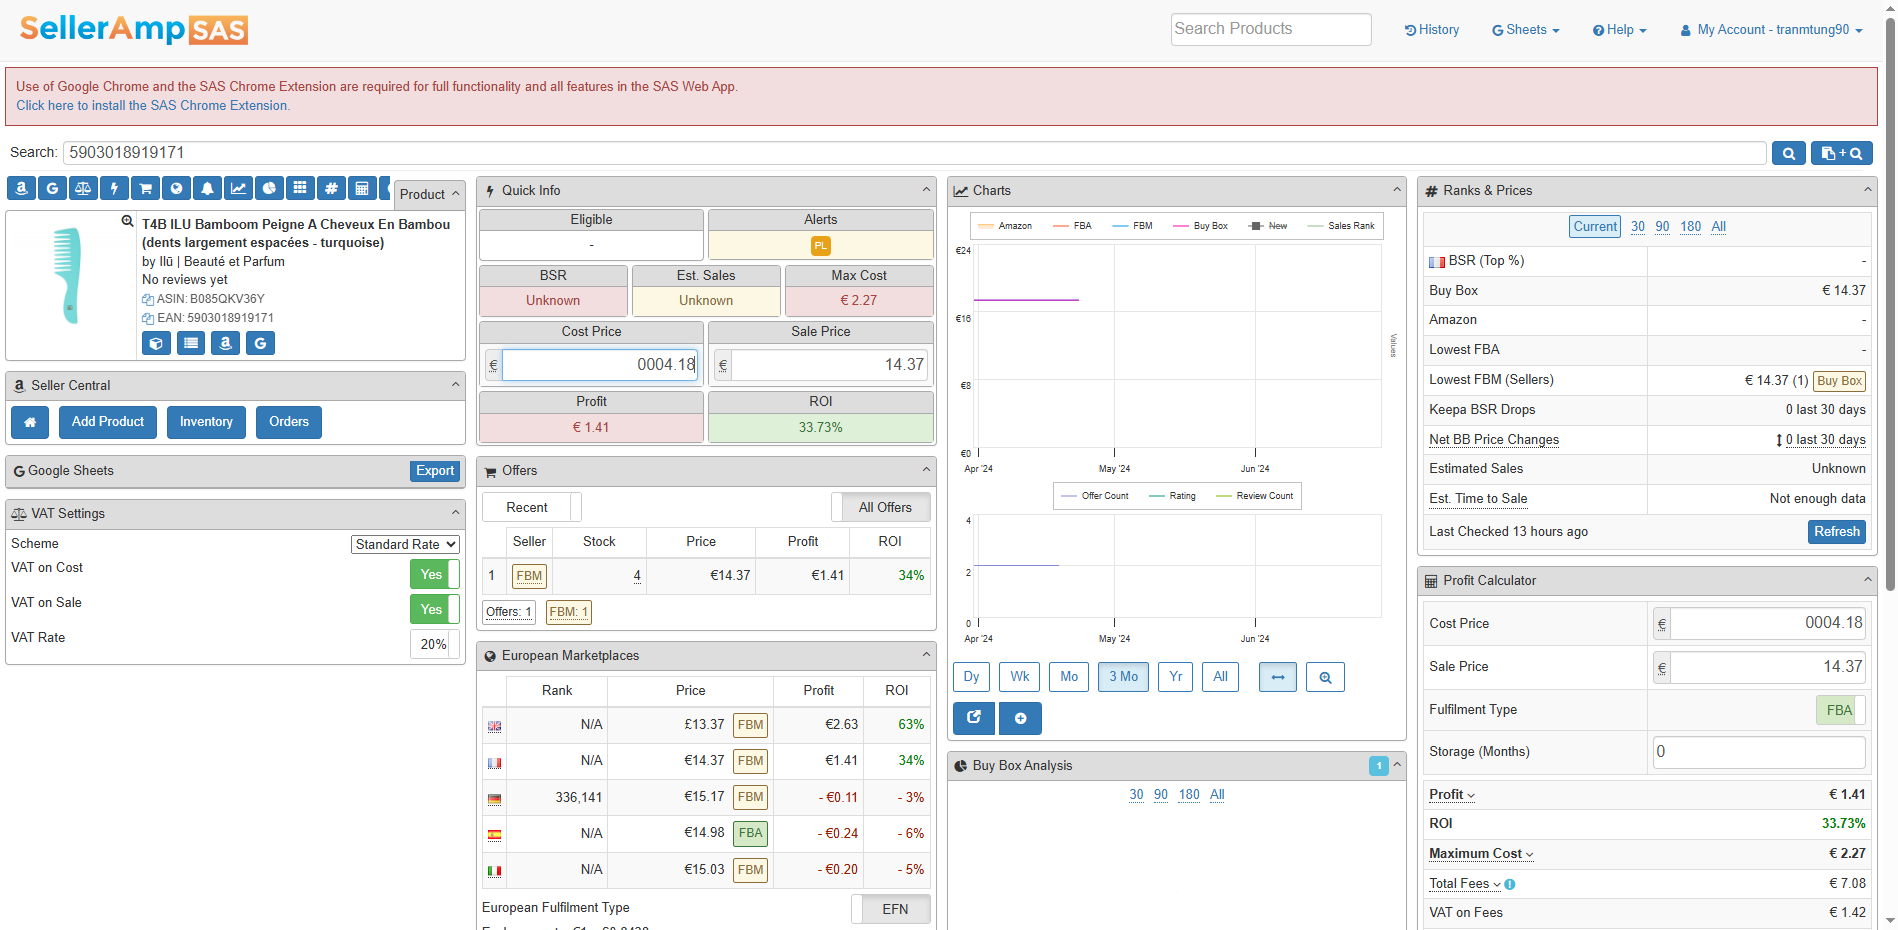 SellerAmp SAS
Search Products
History
Sheets
Help
My Account - tranmtung90
Use of Google Chrome and the SAS Chrome Extension are required for full functionality and all features in the SAS Web App.
Click here to install the SAS Chrome Extension.
Search: 5903018919171
Product
T4B ILU Bamboom Peigne A Cheveux En Bambou
(dents largement espacées - turquoise)
by Ilū | Beauté et Parfum
No reviews yet
ASIN: B085QKV36Y
EAN: 5903018919171
Seller Central
Add Product Inventory Orders
Google Sheets Export
VAT Settings
Scheme Standard Rate
VAT on Cost Yes
VAT on Sale Yes
VAT Rate 20%
Quick Info
Eligible Alerts
- PL
BSR Est. Sales Max Cost
Unknown Unknown € 2.27
Cost Price Sale Price
€ 0004.18 € 14.37
Profit ROI
€ 1.41 33.73%
Offers
Recent All Offers
Seller Stock Price Profit ROI
1 FBM 4 €14.37 €1.41 34%
Offers: 1 FBM: 1
European Marketplaces
Rank Price Profit ROI
N/A £13.37 FBM €2.63 63%
N/A €14.37 FBM €1.41 34%
336,141 €15.17 FBM - €0.11 - 3%
N/A €14.98 FBA - €0.24 - 6%
N/A €15.03 FBM - €0.20 - 5%
European Fulfilment Type EFN
Charts
Amazon FBA FBM Buy Box New Sales Rank
€24
€16
€8
€0
Values
Apr '24 May '24 Jun '24
Offer Count Rating Review Count
4
2
0
Apr '24 May '24 Jun '24
Dy Wk Mo 3 Mo Yr All
Buy Box Analysis 1
30 90 180 All
Ranks & Prices
Current 30 90 180 All
BSR (Top %) -
Buy Box € 14.37
Amazon -
Lowest FBA -
Lowest FBM (Sellers) € 14.37 (1) Buy Box
Keepa BSR Drops 0 last 30 days
Net BB Price Changes 0 last 30 days
Estimated Sales Unknown
Est. Time to Sale Not enough data
Last Checked 13 hours ago Refresh
Profit Calculator
Cost Price € 0004.18
Sale Price € 14.37
Fulfilment Type FBA
Storage (Months) 0
Profit € 1.41
ROI 33.73%
Maximum Cost € 2.27
Total Fees € 7.08
VAT on Fees € 1.42